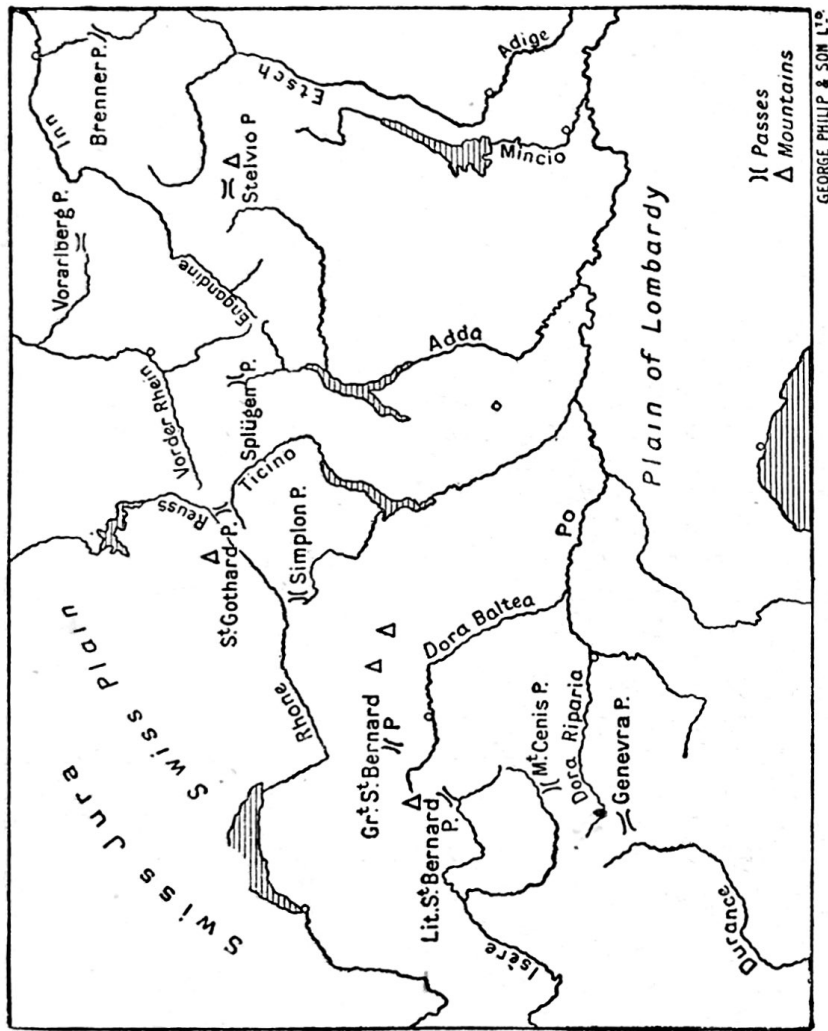 Inn
Brenner P.
Vorarlberg P.
Etsch
Adige
Stelvio P
Mincio
Engandine
Vorder Rhein
Splügen P.
Adda
Reuss
Ticino
St Gothard P.
Simplon P.
Swiss Plain
Swiss Jura
Rhone
Plain of Lombardy
Po
Dora Baltea
Grt. St. Bernard
P
Lit. St. Bernard
P.
Mt Cenis P.
Dora Riparia
Genevra P.
Isère
Durance
Passes
Mountains
GEORGE PHILIP & SON LTD.